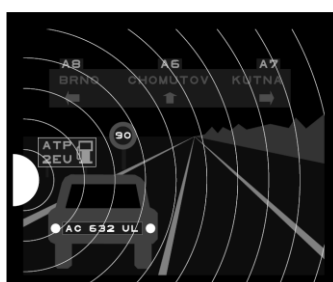 A8 A6 A7
BRNO CHOMUTOV KUTNA
90
ATP
2EU
AC 632 UL